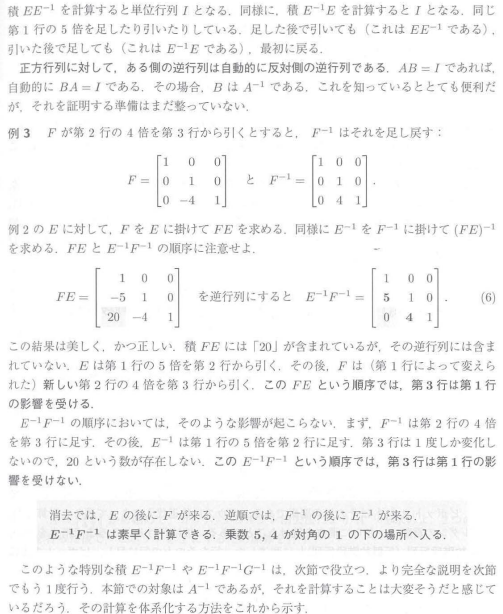 積 EE⁻¹ を計算すると単位行列 I となる．同様に，積 E⁻¹E を計算すると I となる．同じ
第 1 行の 5 倍を足したり引いたりしている．足した後で引いても（これは EE⁻¹ である），
引いた後で足しても（これは E⁻¹E である），最初に戻る．
正方行列に対して，ある側の逆行列は自動的に反対側の逆行列である．AB = I であれば，
自動的に BA = I である．その場合，B は A⁻¹ である．これを知っているととても便利だ
が，それを証明する準備はまだ整っていない．
例 3 F が第 2 行の 4 倍を第 3 行から引くとすると，F⁻¹ はそれを足し戻す：
F = [1 0 0; 0 1 0; 0 −4 1] と F⁻¹ = [1 0 0; 0 1 0; 0 4 1]．
例 2 の E に対して，F を E に掛けて FE を求める．同様に E⁻¹ を F⁻¹ に掛けて (FE)⁻¹
を求める．FE と E⁻¹F⁻¹ の順序に注意せよ．
FE = [1 0 0; −5 1 0; 20 −4 1] を逆行列にすると E⁻¹F⁻¹ = [1 0 0; 5 1 0; 0 4 1]． (6)
この結果は美しく，かつ正しい．積 FE には「20」が含まれているが，その逆行列には含ま
れていない．E は第 1 行の 5 倍を第 2 行から引く．その後，F は（第 1 行によって変えら
れた）新しい第 2 行の 4 倍を第 3 行から引く．この FE という順序では，第 3 行は第 1 行
の影響を受ける．
E⁻¹F⁻¹ の順序においては，そのような影響が起こらない．まず，F⁻¹ は第 2 行の 4 倍
を第 3 行に足す．その後，E⁻¹ は第 1 行の 5 倍を第 2 行に足す．第 3 行は 1 度しか変化し
ないので，20 という数が存在しない．この E⁻¹F⁻¹ という順序では，第 3 行は第 1 行の影
響を受けない．
消去では，E の後に F が来る．逆順では，F⁻¹ の後に E⁻¹ が来る．
E⁻¹F⁻¹ は素早く計算できる．乗数 5, 4 が対角の 1 の下の場所へ入る．
このような特別な積 E⁻¹F⁻¹ や E⁻¹F⁻¹G⁻¹ は，次節で役立つ．より完全な説明を次節
でもう 1 度行う．本節での対象は A⁻¹ であるが，それを計算することは大変そうだと感じて
いるだろう．その計算を体系化する方法をこれから示す．